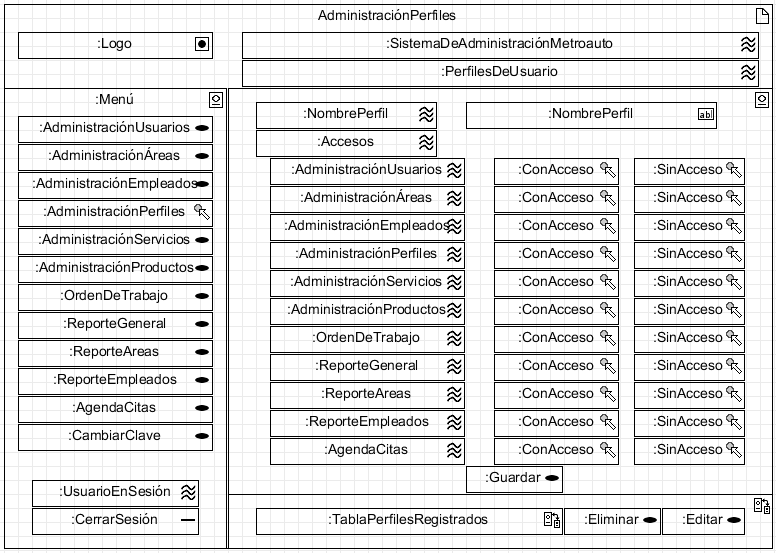 AdministraciónPerfiles
:Logo
:SistemaDeAdministraciónMetroauto
:PerfilesDeUsuario
:Menú
:AdministraciónUsuarios
:AdministraciónÁreas
:AdministraciónEmpleados
:AdministraciónPerfiles
:AdministraciónServicios
:AdministraciónProductos
:OrdenDeTrabajo
:ReporteGeneral
:ReporteAreas
:ReporteEmpleados
:AgendaCitas
:CambiarClave
:UsuarioEnSesión
:CerrarSesión
:NombrePerfil :NombrePerfil ab|
:Accesos
:AdministraciónUsuarios :ConAcceso :SinAcceso
:AdministraciónÁreas :ConAcceso :SinAcceso
:AdministraciónEmpleados :ConAcceso :SinAcceso
:AdministraciónPerfiles :ConAcceso :SinAcceso
:AdministraciónServicios :ConAcceso :SinAcceso
:AdministraciónProductos :ConAcceso :SinAcceso
:OrdenDeTrabajo :ConAcceso :SinAcceso
:ReporteGeneral :ConAcceso :SinAcceso
:ReporteAreas :ConAcceso :SinAcceso
:ReporteEmpleados :ConAcceso :SinAcceso
:AgendaCitas :ConAcceso :SinAcceso
:Guardar
:TablaPerfilesRegistrados :Eliminar :Editar